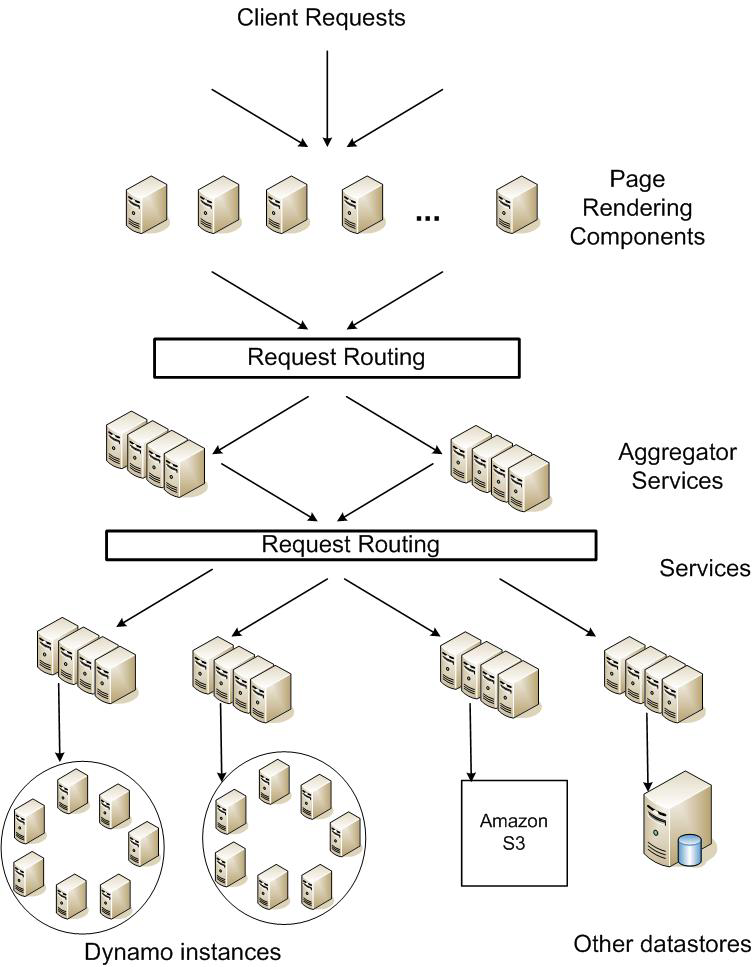 Client Requests
Page
Rendering
Components
...
Request Routing
Aggregator
Services
Request Routing
Services
Amazon
S3
Dynamo instances
Other datastores